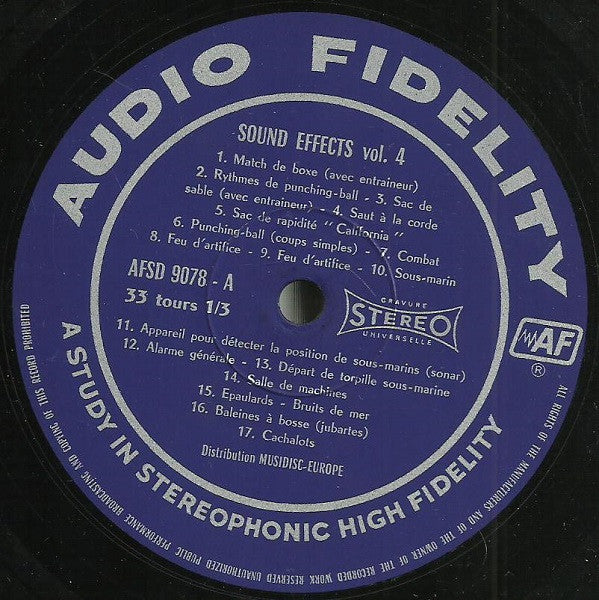 AUDIO FIDELITY
SOUND EFFECTS vol. 4
1. Match de boxe (avec entraineur)
2. Rythmes de punching-ball - 3. Sac de
sable (avec entraineur) - 4. Saut à la corde
5. Sac de rapidité "California"
6. Punching-ball (coups simples) - 7. Combat
8. Feu d'artifice - 9. Feu d'artifice - 10. Sous-marin
AFSD 9078 - A
33 tours 1/3
GRAVURE
STEREO
UNIVERSELLE
AF
®
11. Appareil pour détecter la position de sous-marins (sonar)
12. Alarme générale - 13. Départ de torpille sous-marine
14. Salle de machines
15. Epaulards - Bruits de mer
16. Baleines à bosse (jubartes)
17. Cachalots
Distribution MUSIDISC-EUROPE
A STUDY IN STEREOPHONIC HIGH FIDELITY
ALL RIGHTS OF THE MANUFACTURERS AND OF THE OWNER OF THE RECORDED WORK RESERVED UNAUTHORIZED PUBLIC PERFORMANCE BROADCASTING AND COPYING OF THIS RECORD PROHIBITED